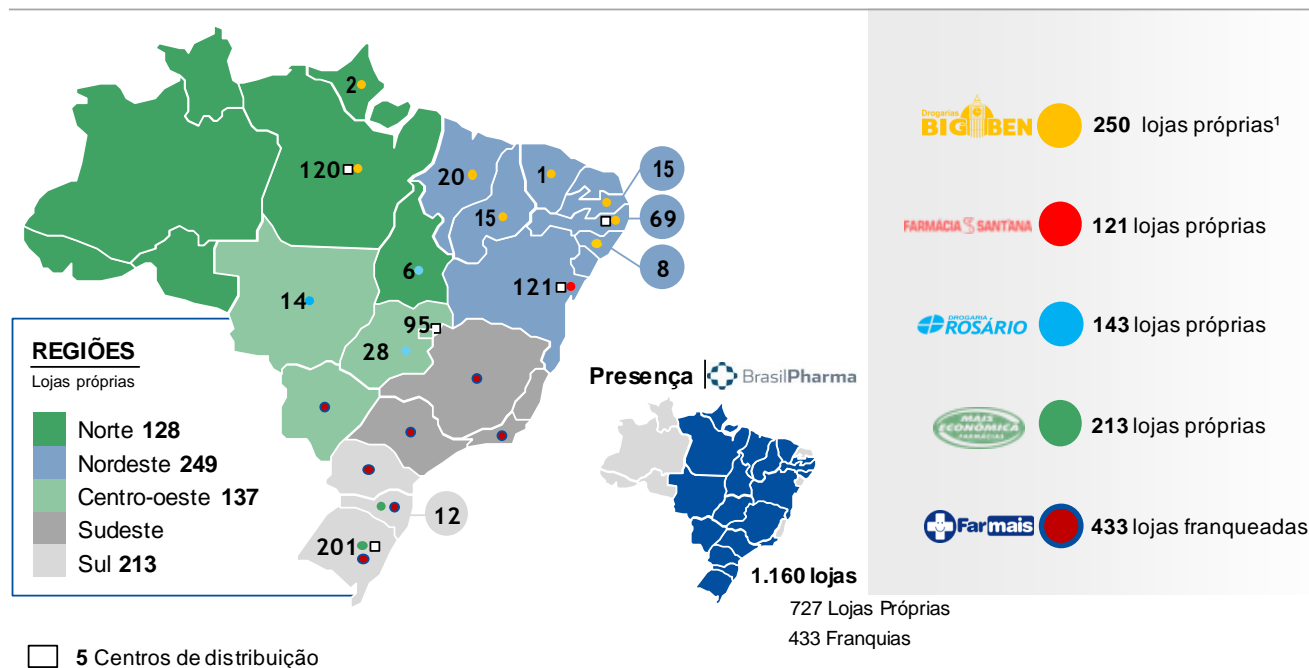 2
120
20
1
15
15
69
8
6
121
14
95
28
12
201
REGIÕES
Lojas próprias
Norte 128
Nordeste 249
Centro-oeste 137
Sudeste
Sul 213
5 Centros de distribuição
Presença BrasilPharma
1.160 lojas
727 Lojas Próprias
433 Franquias
Drogarias
BIG BEN
250 lojas próprias¹
FARMÁCIA SANT'ANA
121 lojas próprias
DROGARIA
ROSÁRIO
143 lojas próprias
MAIS
ECONÔMICA
FARMÁCIAS
213 lojas próprias
Farmais
433 lojas franqueadas